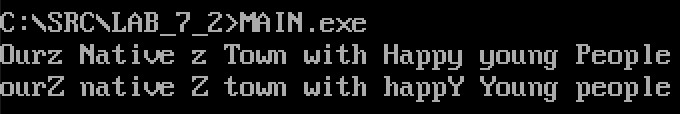 C:\SRC\LAB_7_2>MAIN.exe
Ourz Native z Town with Happy young People
ourZ native Z town with happY Young people